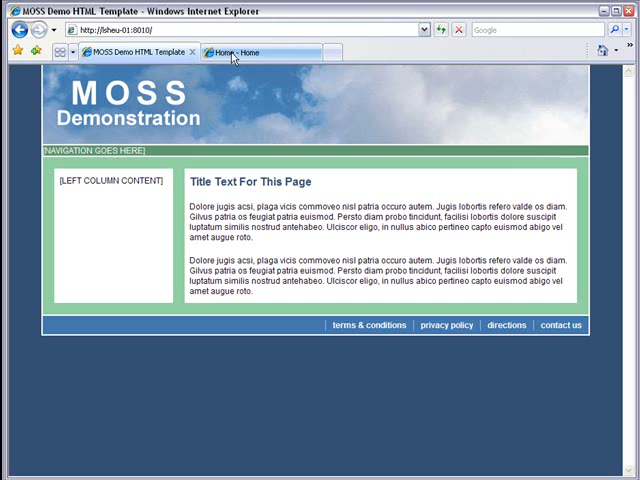 MOSS Demo HTML Template - Windows Internet Explorer
http://lsheu-01:8010/
Google
MOSS Demo HTML Template
Home - Home
MOSS
Demonstration
[NAVIGATION GOES HERE]
[LEFT COLUMN CONTENT]
Title Text For This Page
Dolore jugis acsi, plaga vicis commoveo nisl patria occuro autem. Jugis lobortis refero valde os diam.
Gilvus patria os feugiat patria euismod. Persto diam probo tincidunt, facilisi lobortis dolore suscipit
luptatum similis nostrud antehabeo. Ulciscor eligo, in nullus abico pertineo capto euismod abigo vel
amet augue roto.
Dolore jugis acsi, plaga vicis commoveo nisl patria occuro autem. Jugis lobortis refero valde os diam.
Gilvus patria os feugiat patria euismod. Persto diam probo tincidunt, facilisi lobortis dolore suscipit
luptatum similis nostrud antehabeo. Ulciscor eligo, in nullus abico pertineo capto euismod abigo vel
amet augue roto.
terms & conditions
privacy policy
directions
contact us